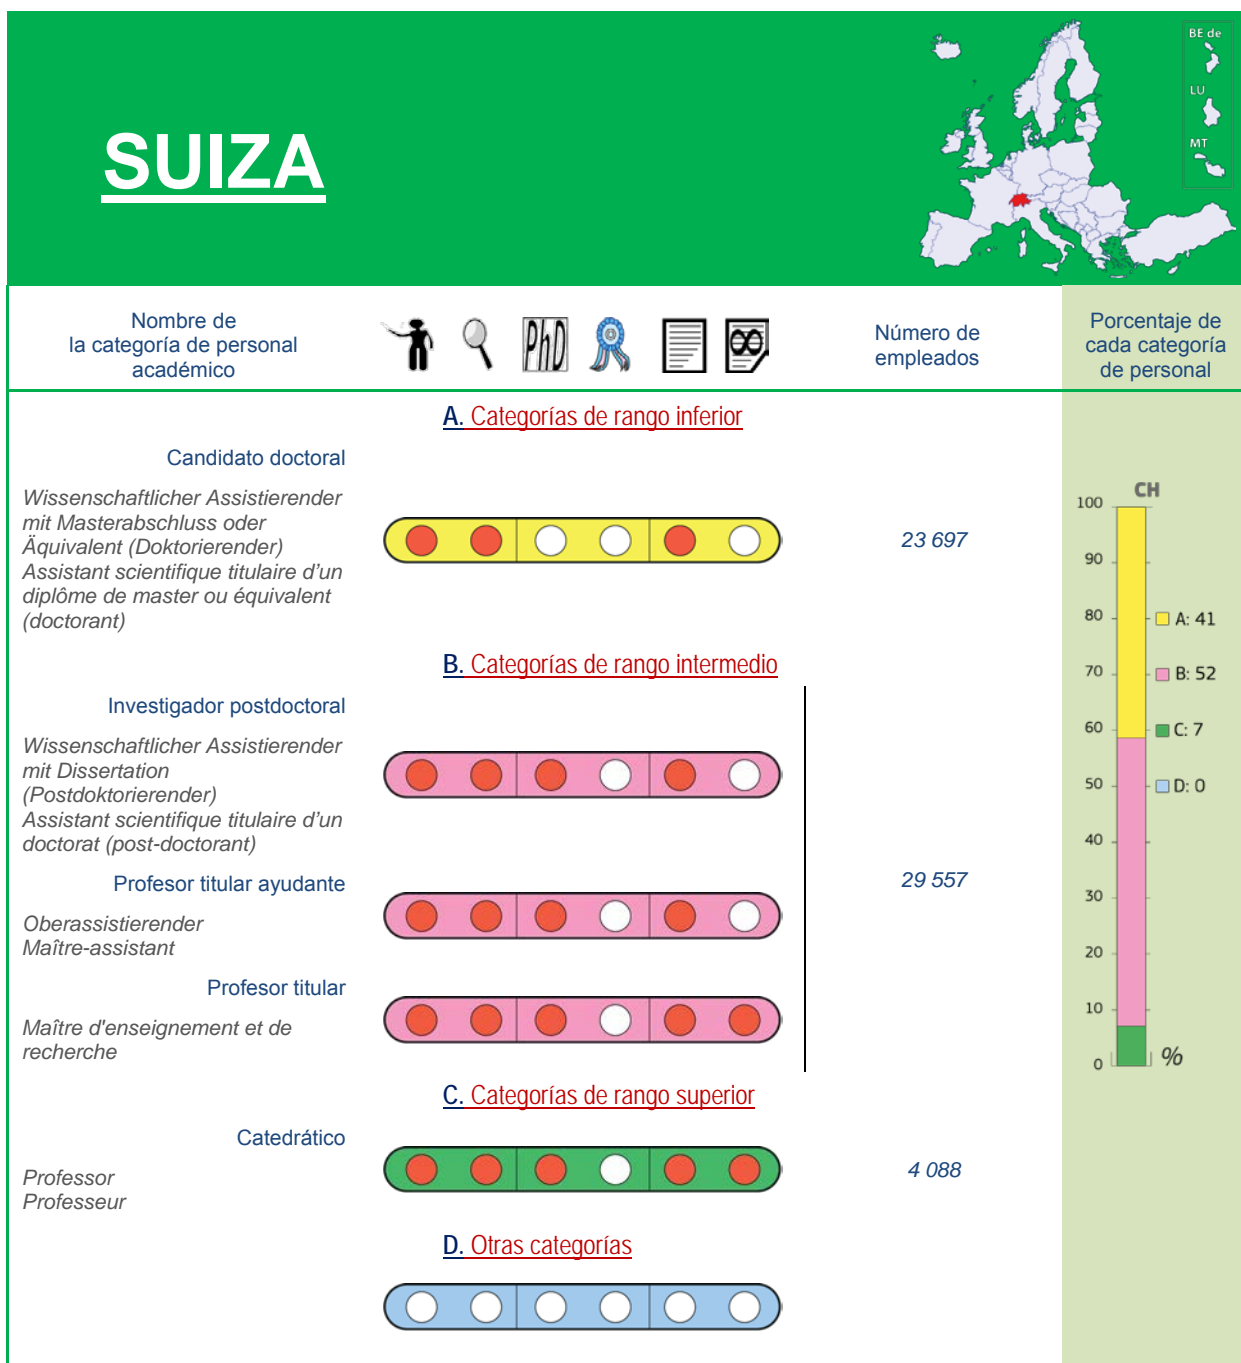 SUIZA
BE de
LU
MT
Nombre de
la categoría de personal
académico
PhD
∞
Número de
empleados
Porcentaje de
cada categoría
de personal
A. Categorías de rango inferior
Candidato doctoral
Wissenschaftlicher Assistierender
mit Masterabschluss oder
Äquivalent (Doktorierender)
Assistant scientifique titulaire d'un
diplôme de master ou équivalent
(doctorant)
23 697
B. Categorías de rango intermedio
Investigador postdoctoral
Wissenschaftlicher Assistierender
mit Dissertation
(Postdoktorierender)
Assistant scientifique titulaire d'un
doctorat (post-doctorant)
Profesor titular ayudante
Oberassistierender
Maître-assistant
29 557
Profesor titular
Maître d'enseignement et de
recherche
C. Categorías de rango superior
Catedrático
Professor
Professeur
4 088
D. Otras categorías
CH
100
90
80
70
60
50
40
30
20
10
0
%
A: 41
B: 52
C: 7
D: 0